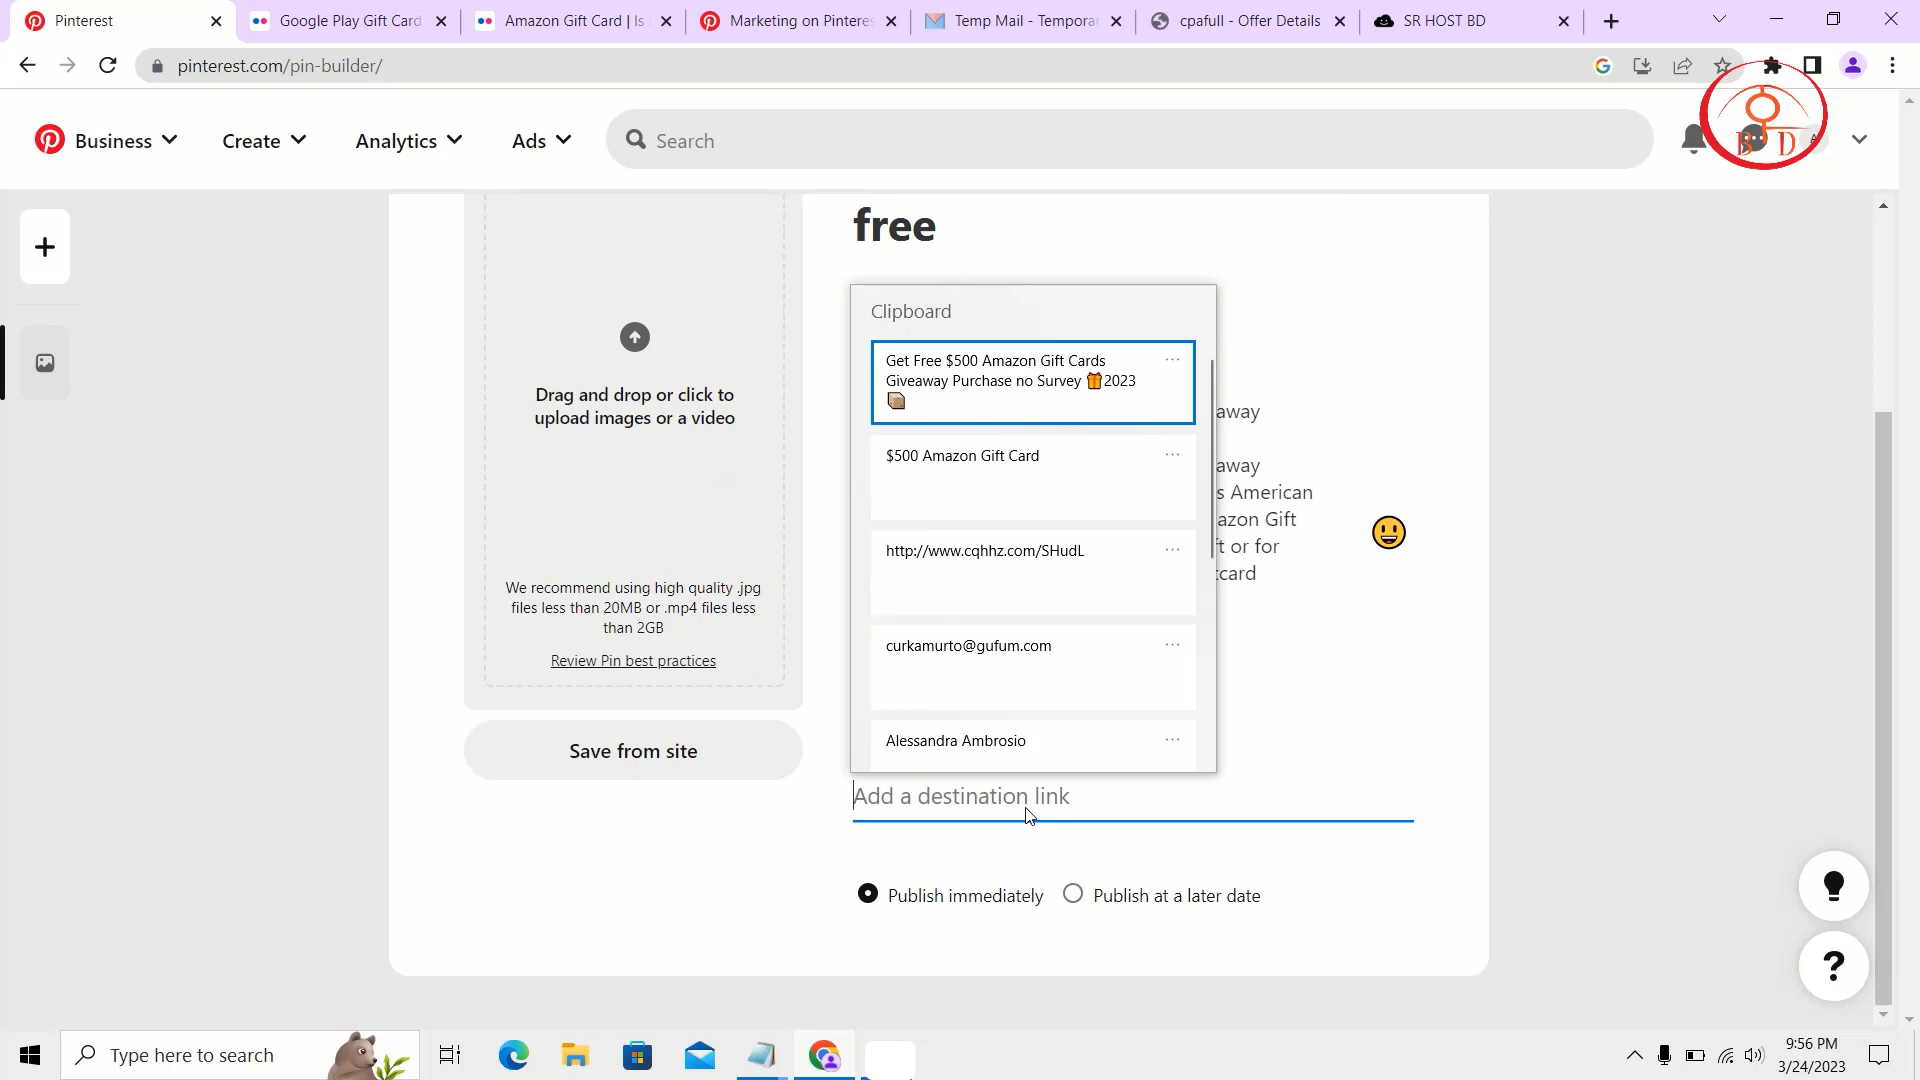 Pinterest
Google Play Gift Card
Amazon Gift Card | Is
Marketing on Pinteres
Temp Mail - Tempora
cpafull - Offer Details
SR HOST BD
pinterest.com/pin-builder/
Business
Create
Analytics
Ads
Search
B D
free
Drag and drop or click to
upload images or a video
We recommend using high quality .jpg
files less than 20MB or .mp4 files less
than 2GB
Review Pin best practices
Save from site
Clipboard
Get Free $500 Amazon Gift Cards
Giveaway Purchase no Survey 🎁2023
📦
$500 Amazon Gift Card
http://www.cqhhz.com/SHudL
curkamurto@gufum.com
Alessandra Ambrosio
away
away
s American
azon Gift
t or for
card
Add a destination link
Publish immediately
Publish at a later date
?
Type here to search
9:56 PM
3/24/2023